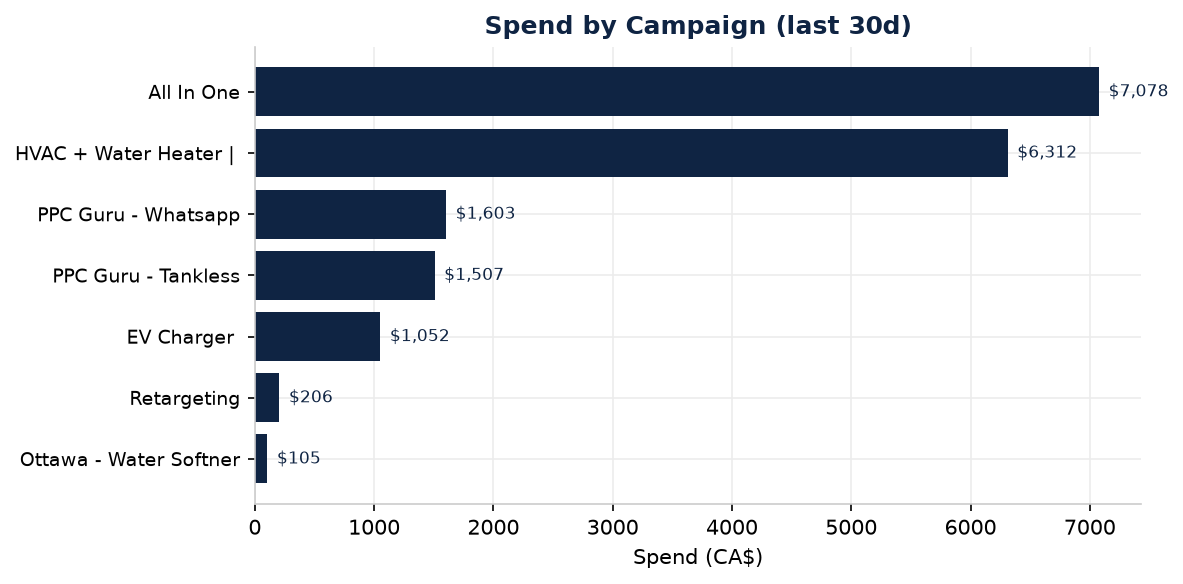 Spend by Campaign (last 30d)
All In One $7,078
HVAC + Water Heater | $6,312
PPC Guru - Whatsapp $1,603
PPC Guru - Tankless $1,507
EV Charger $1,052
Retargeting $206
Ottawa - Water Softner $105
0 1000 2000 3000 4000 5000 6000 7000
Spend (CA$)